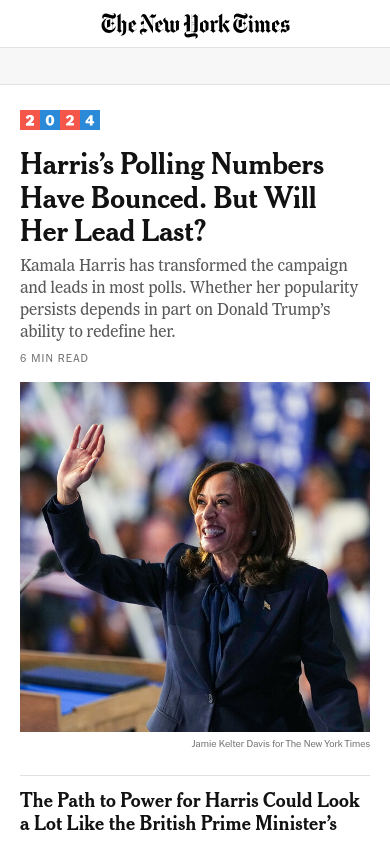 The New York Times
2024
Harris’s Polling Numbers
Have Bounced. But Will
Her Lead Last?
Kamala Harris has transformed the campaign
and leads in most polls. Whether her popularity
persists depends in part on Donald Trump’s
ability to redefine her.
6 MIN READ
Jamie Kelter Davis for The New York Times
The Path to Power for Harris Could Look
a Lot Like the British Prime Minister’s